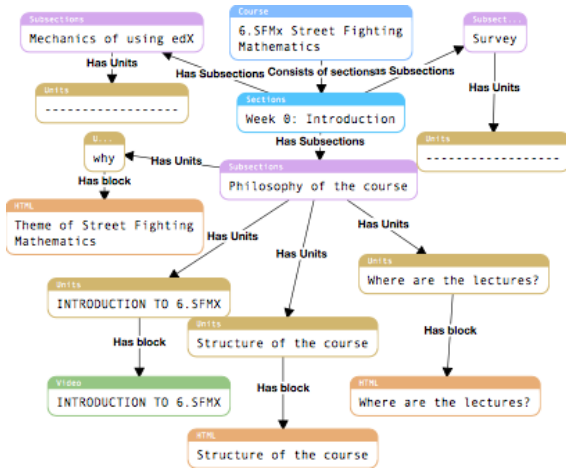 Subsections
Mechanics of using edX
Course
6.SFMx Street Fighting
Mathematics
Subsect...
Survey
Has Units
Has Subsections
Consists of sections
as Subsections
Has Units
Units
-----------------
Sections
Week 0: Introduction
Has Subsections
Units
-----------------
U...
why
Has Units
Subsections
Philosophy of the course
Has block
HTML
Theme of Street Fighting
Mathematics
Has Units
Has Units
Has Units
Units
Where are the lectures?
Units
INTRODUCTION TO 6.SFMX
Units
Structure of the course
Has block
Has block
Has block
Video
INTRODUCTION TO 6.SFMX
HTML
Where are the lectures?
HTML
Structure of the course